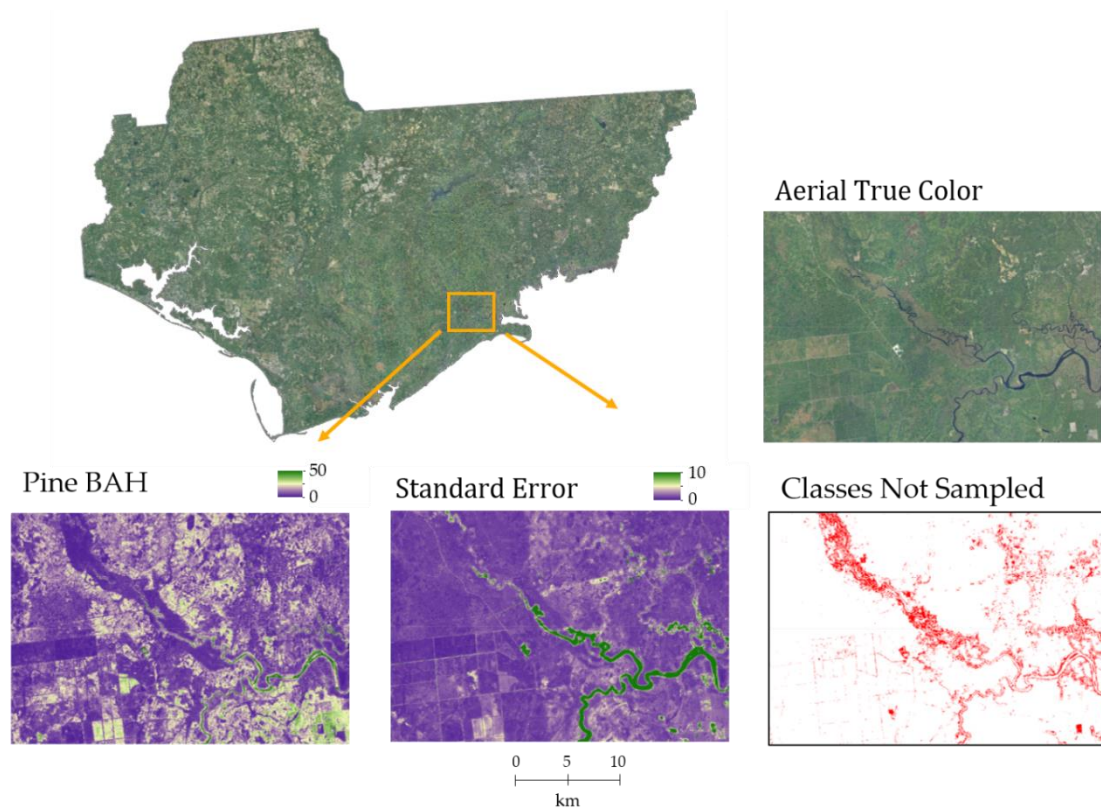 Aerial True Color
Pine BAH
50
0
Standard Error
10
0
Classes Not Sampled
0 5 10
km